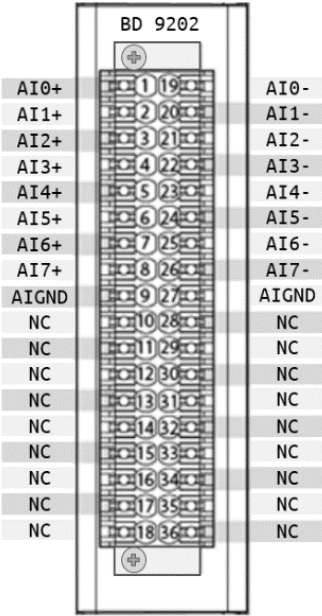 BD 9202
AI0+ 1 19 AI0-
AI1+ 2 20 AI1-
AI2+ 3 21 AI2-
AI3+ 4 22 AI3-
AI4+ 5 23 AI4-
AI5+ 6 24 AI5-
AI6+ 7 25 AI6-
AI7+ 8 26 AI7-
AIGND 9 27 AIGND
NC 10 28 NC
NC 11 29 NC
NC 12 30 NC
NC 13 31 NC
NC 14 32 NC
NC 15 33 NC
NC 16 34 NC
NC 17 35 NC
NC 18 36 NC